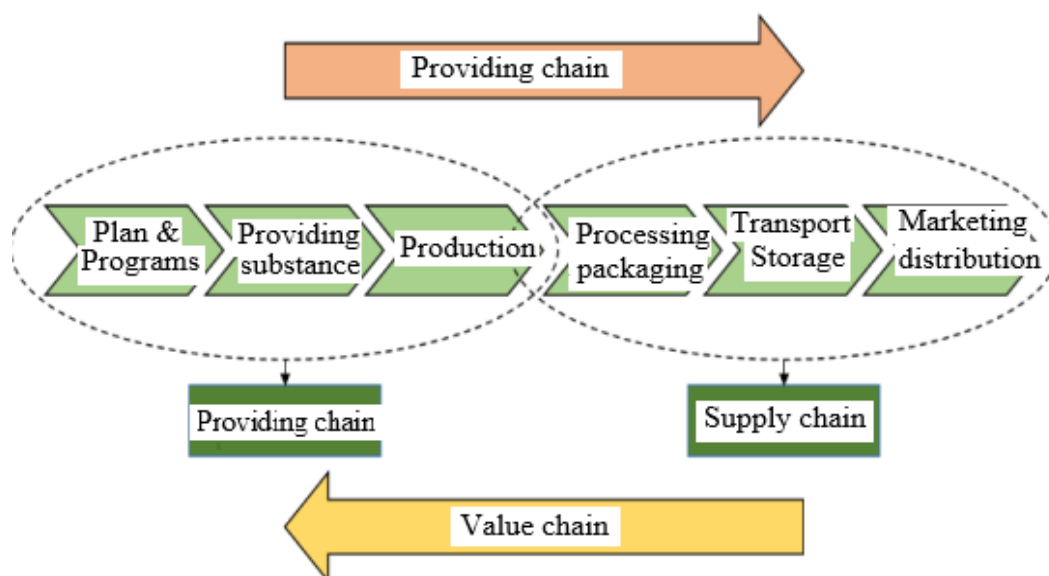 Providing chain
Plan &
Programs
Providing
substance
Production
Processing
packaging
Transport
Storage
Marketing
distribution
Providing chain
Supply chain
Value chain